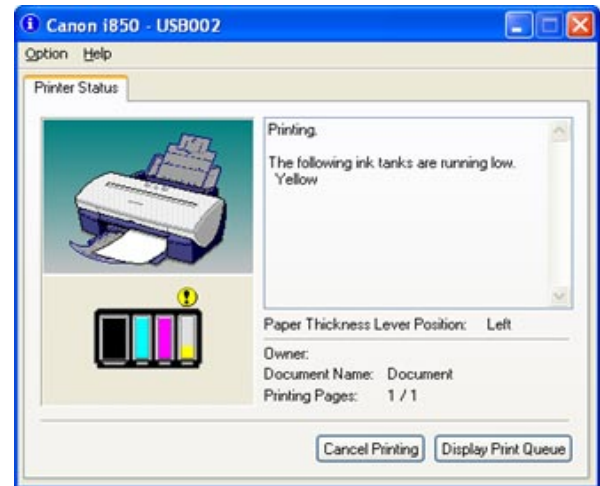 Canon i850 - USB002
Option Help
Printer Status
Printing.
The following ink tanks are running low.
Yellow
Paper Thickness Lever Position: Left
Owner:
Document Name: Document
Printing Pages: 1 / 1
Cancel Printing Display Print Queue